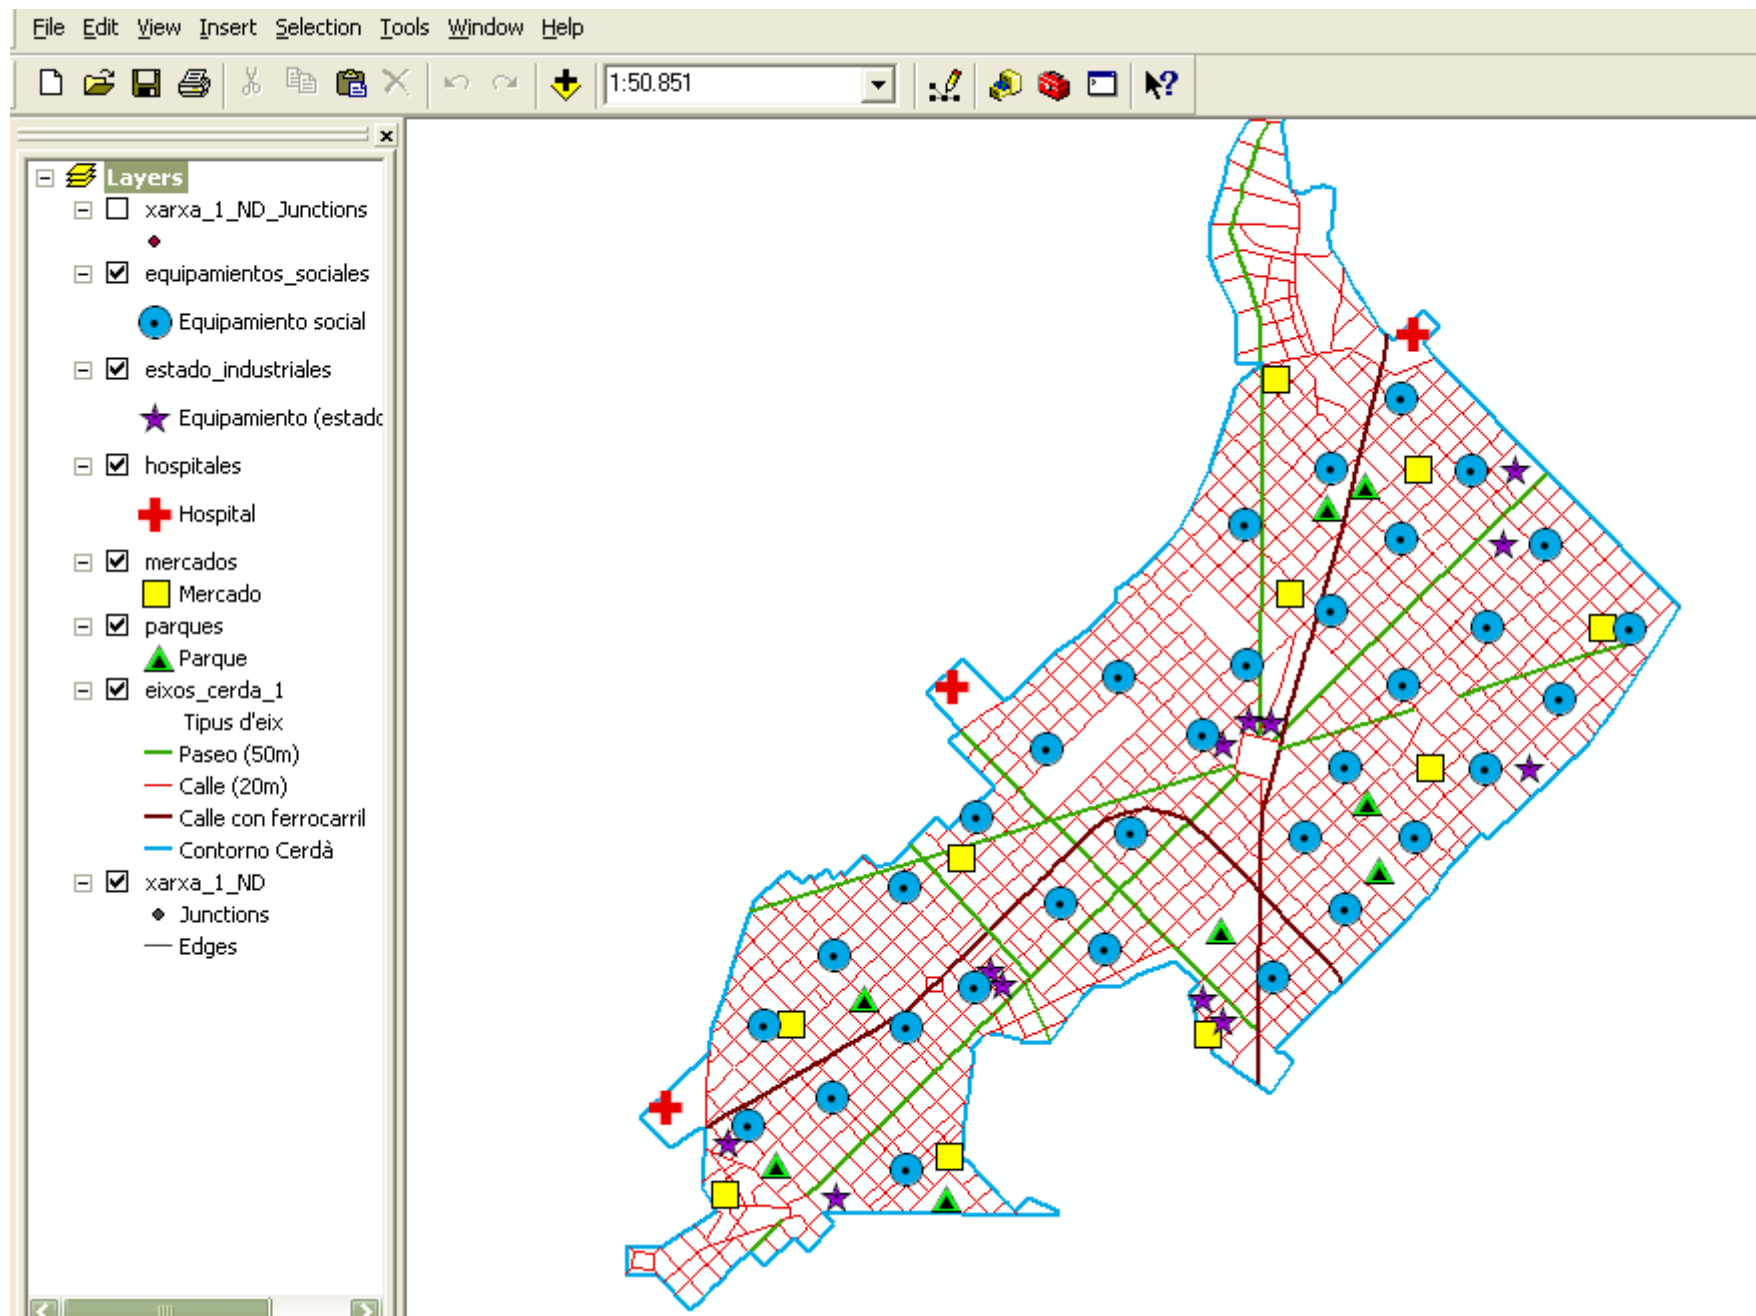 File Edit View Insert Selection Tools Window Help
1:50.851
Layers
xarxa_1_ND_Junctions
equipamientos_sociales
Equipamiento social
estado_industriales
Equipamiento (estado
hospitales
Hospital
mercados
Mercado
parques
Parque
eixos_cerda_1
Tipus d'eix
Paseo (50m)
Calle (20m)
Calle con ferrocarril
Contorno Cerdà
xarxa_1_ND
Junctions
Edges